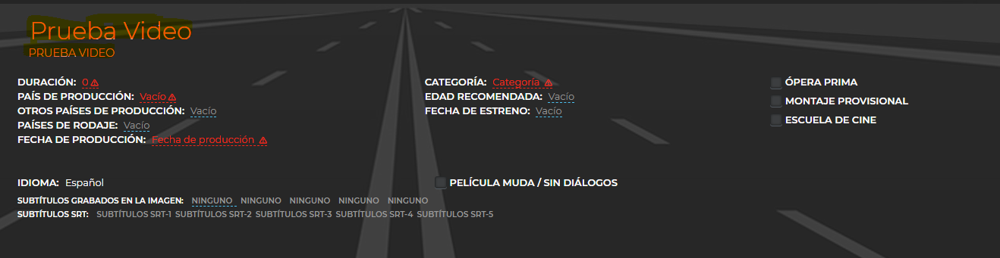 Prueba Video
PRUEBA VIDEO
DURACIÓN: 0
PAÍS DE PRODUCCIÓN: Vacío
OTROS PAÍSES DE PRODUCCIÓN: Vacío
PAÍSES DE RODAJE: Vacío
FECHA DE PRODUCCIÓN: Fecha de producción
CATEGORÍA: Categoría
EDAD RECOMENDADA: Vacío
FECHA DE ESTRENO: Vacío
ÓPERA PRIMA
MONTAJE PROVISIONAL
ESCUELA DE CINE
IDIOMA: Español
PELÍCULA MUDA / SIN DIÁLOGOS
SUBTÍTULOS GRABADOS EN LA IMAGEN: NINGUNO NINGUNO NINGUNO NINGUNO NINGUNO
SUBTÍTULOS SRT: SUBTÍTULOS SRT-1 SUBTÍTULOS SRT-2 SUBTÍTULOS SRT-3 SUBTÍTULOS SRT-4 SUBTÍTULOS SRT-5